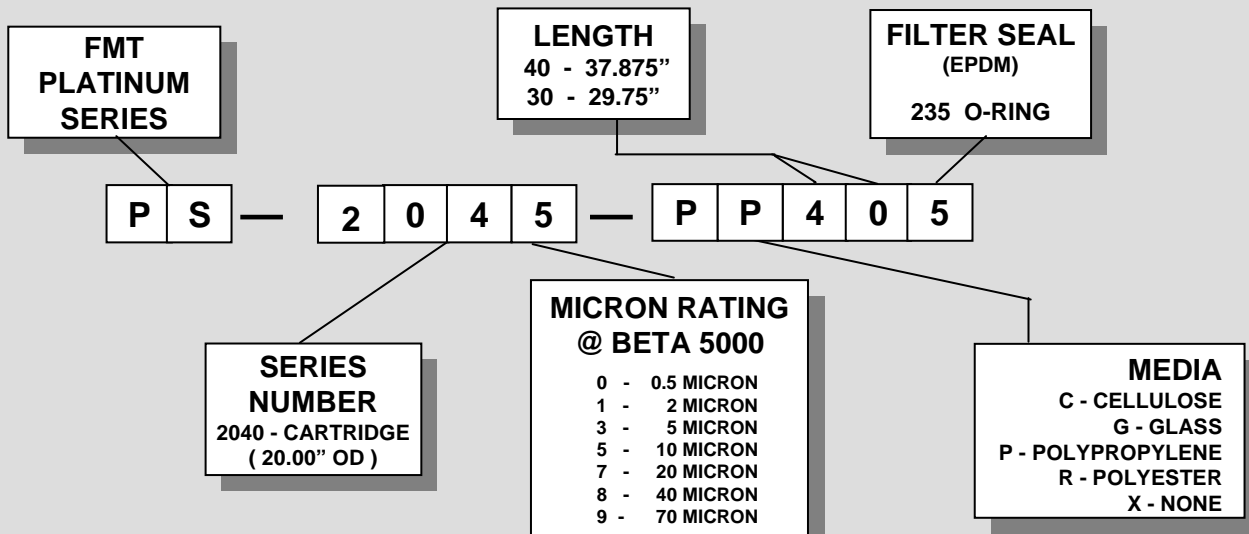 FMT
PLATINUM
SERIES
LENGTH
40 - 37.875”
30 - 29.75”
FILTER SEAL
(EPDM)
235 O-RING
P S — 2 0 4 5 — P P 4 0 5
SERIES
NUMBER
2040 - CARTRIDGE
( 20.00” OD )
MICRON RATING
@ BETA 5000
0 - 0.5 MICRON
1 - 2 MICRON
3 - 5 MICRON
5 - 10 MICRON
7 - 20 MICRON
8 - 40 MICRON
9 - 70 MICRON
MEDIA
C - CELLULOSE
G - GLASS
P - POLYPROPYLENE
R - POLYESTER
X - NONE